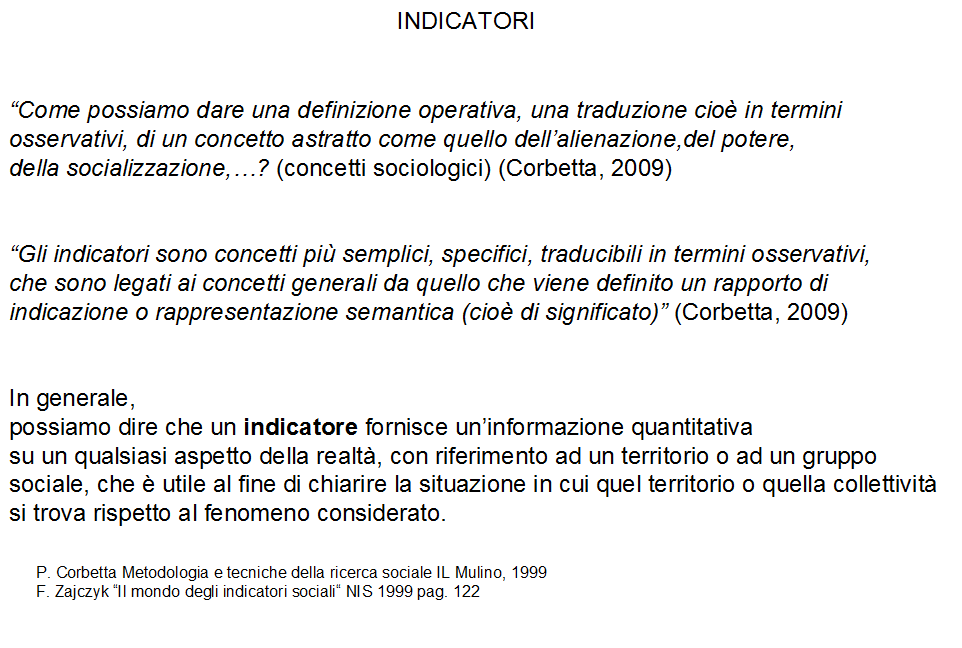 INDICATORI
“Come possiamo dare una definizione operativa, una traduzione cioè in termini
osservativi, di un concetto astratto come quello dell’alienazione,del potere,
della socializzazione,…? (concetti sociologici) (Corbetta, 2009)
“Gli indicatori sono concetti più semplici, specifici, traducibili in termini osservativi,
che sono legati ai concetti generali da quello che viene definito un rapporto di
indicazione o rappresentazione semantica (cioè di significato)” (Corbetta, 2009)
In generale,
possiamo dire che un indicatore fornisce un’informazione quantitativa
su un qualsiasi aspetto della realtà, con riferimento ad un territorio o ad un gruppo
sociale, che è utile al fine di chiarire la situazione in cui quel territorio o quella collettività
si trova rispetto al fenomeno considerato.
P. Corbetta Metodologia e tecniche della ricerca sociale IL Mulino, 1999
F. Zajczyk “Il mondo degli indicatori sociali“ NIS 1999 pag. 122